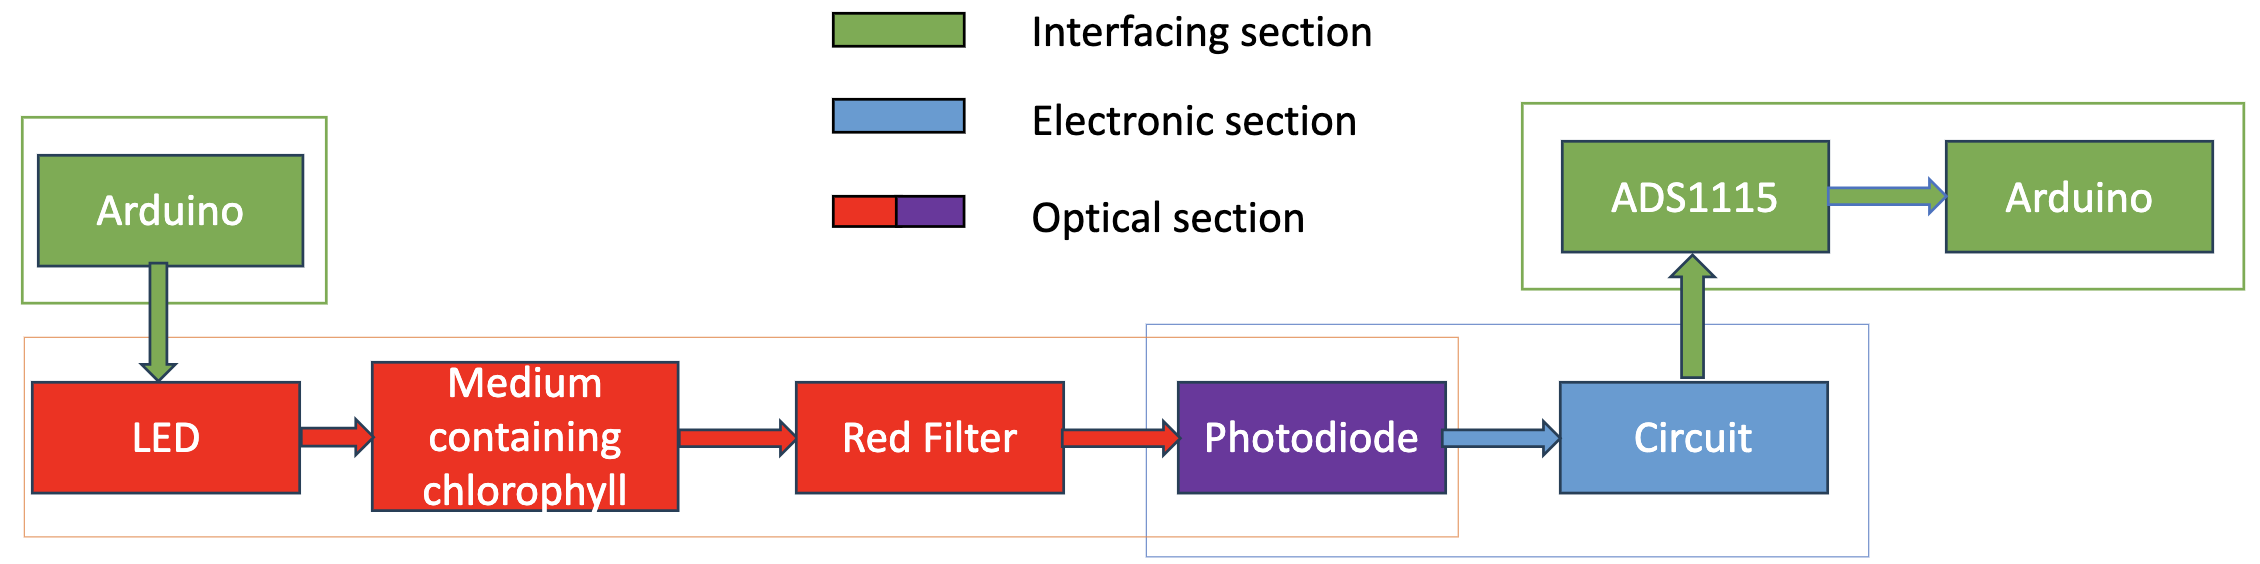 Interfacing section
Electronic section
Optical section
Arduino
ADS1115
Arduino
LED
Medium
containing
chlorophyll
Red Filter
Photodiode
Circuit